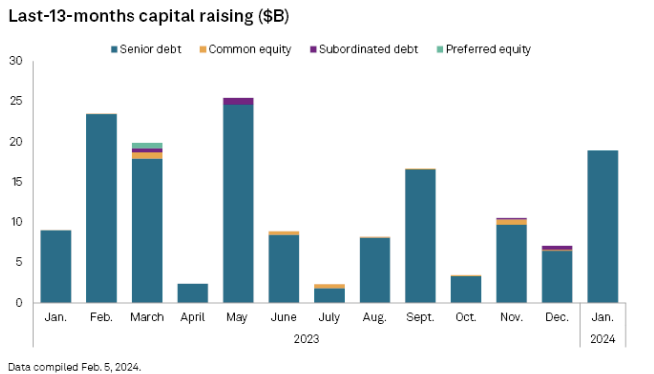 Last-13-months capital raising ($B)
Senior debt Common equity Subordinated debt Preferred equity
30
25
20
15
10
5
0
Jan. Feb. March April May June July Aug. Sept. Oct. Nov. Dec. Jan.
2023 2024
Data compiled Feb. 5, 2024.